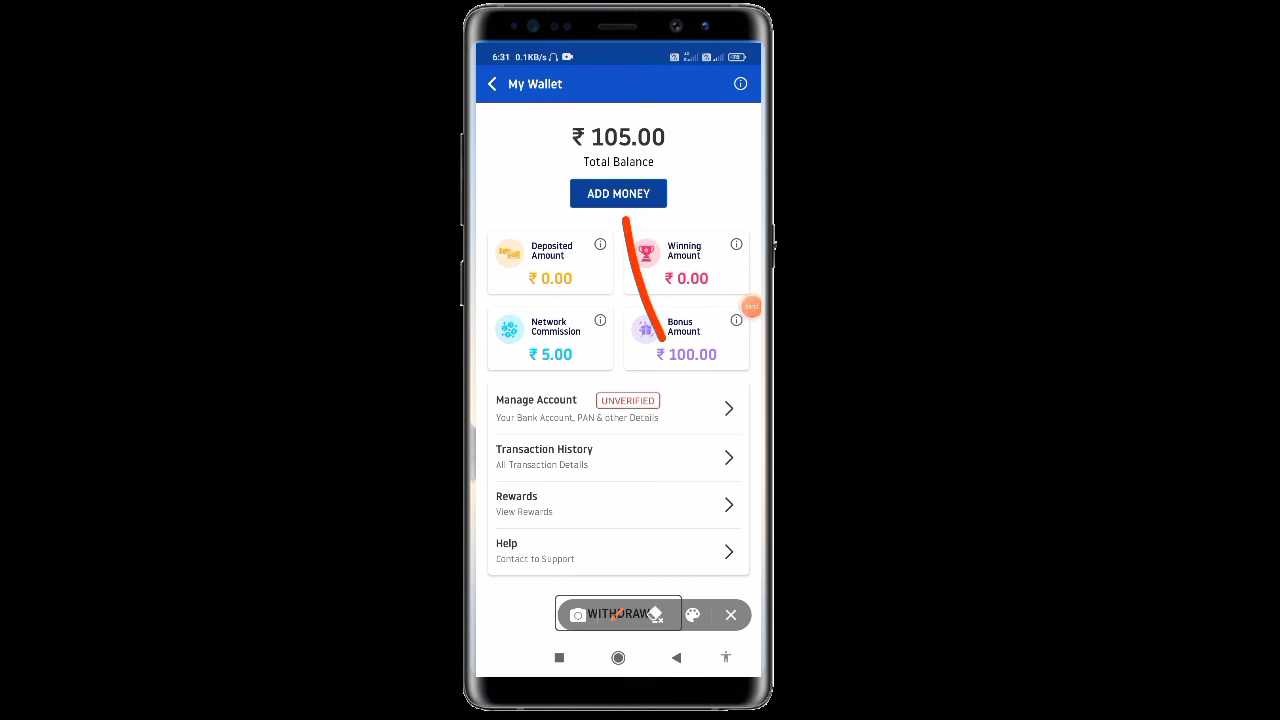 6:31 0.1KB/s
My Wallet
₹ 105.00
Total Balance
ADD MONEY
Deposited
Amount
₹ 0.00
Winning
Amount
₹ 0.00
Network
Commission
₹ 5.00
Bonus
Amount
₹ 100.00
Manage Account UNVERIFIED
Your Bank Account, PAN & other Details
Transaction History
All Transaction Details
Rewards
View Rewards
Help
Contact to Support
WITHDRAW